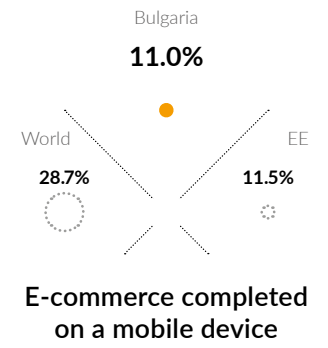 Bulgaria
11.0%
World
EE
28.7%
11.5%
E-commerce completed
on a mobile device